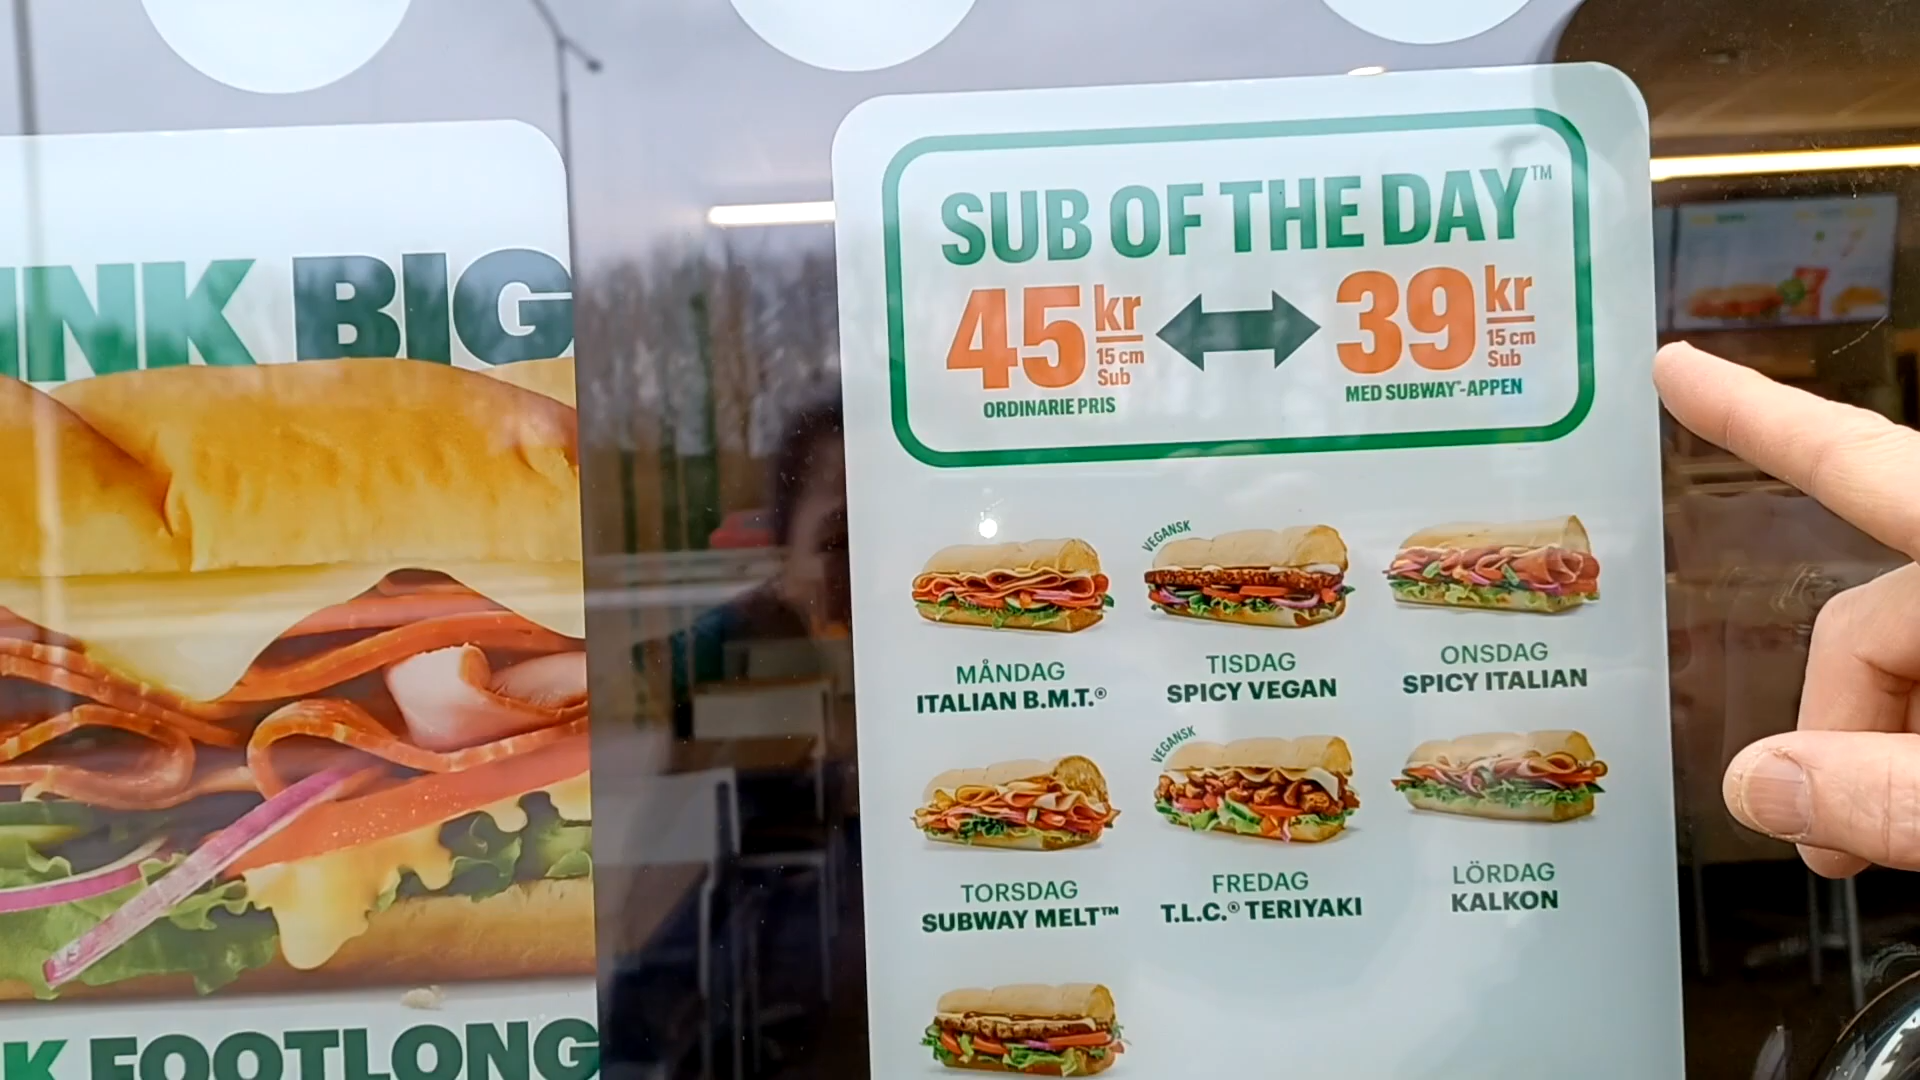 INK BIG
K FOOTLONG
SUB OF THE DAY™
45 kr
15 cm
Sub
ORDINARIE PRIS
39 kr
15 cm
Sub
MED SUBWAY®-APPEN
MÅNDAG
ITALIAN B.M.T.®
VEGANSK
TISDAG
SPICY VEGAN
ONSDAG
SPICY ITALIAN
TORSDAG
SUBWAY MELT™
VEGANSK
FREDAG
T.L.C.® TERIYAKI
LÖRDAG
KALKON